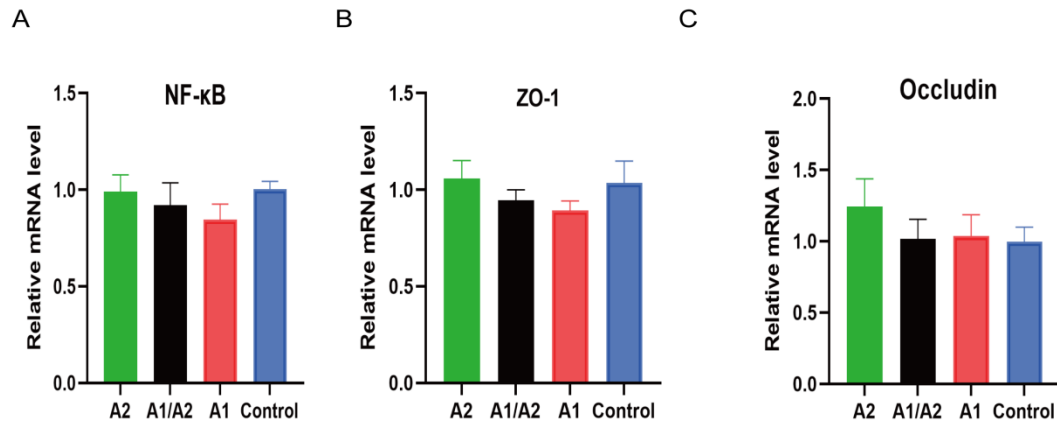 A
B
C
NF-κB
Relative mRNA level
1.5
1.0
0.5
0.0
A2 A1/A2 A1 Control
ZO-1
Relative mRNA level
1.5
1.0
0.5
0.0
A2 A1/A2 A1 Control
Occludin
Relative mRNA level
2.0
1.5
1.0
0.5
0.0
A2 A1/A2 A1 Control